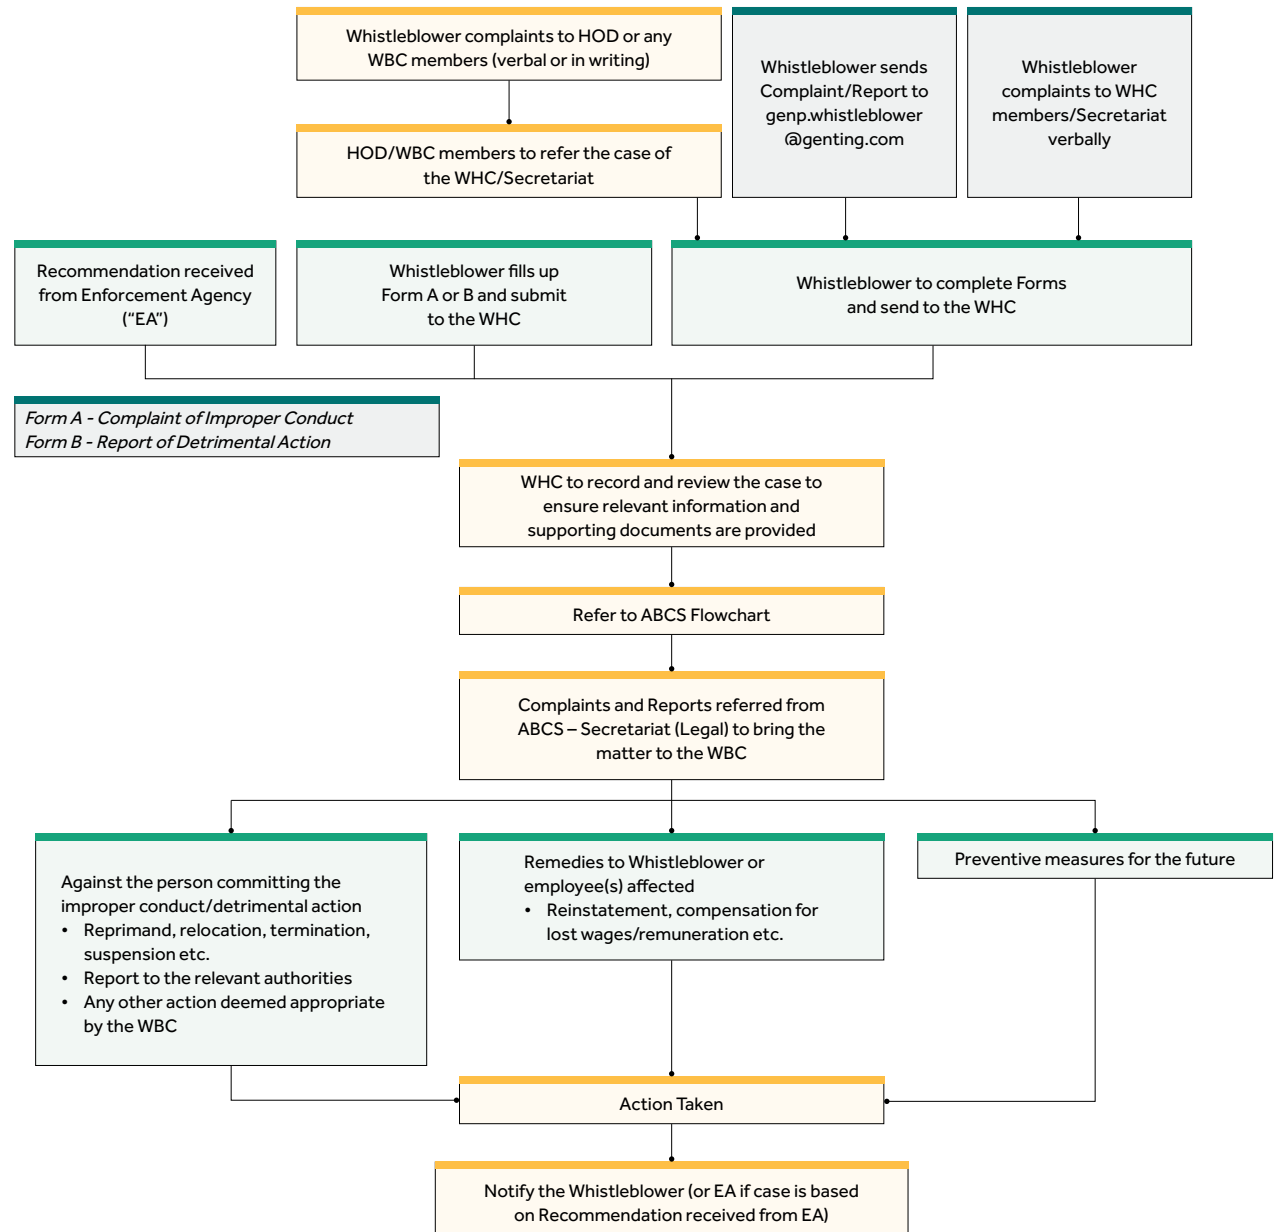 Whistleblower complaints to HOD or any
WBC members (verbal or in writing)
Whistleblower sends
Complaint/Report to
genp.whistleblower
@genting.com
Whistleblower
complaints to WHC
members/Secretariat
verbally
HOD/WBC members to refer the case of
the WHC/Secretariat
Recommendation received
from Enforcement Agency
("EA")
Whistleblower fills up
Form A or B and submit
to the WHC
Whistleblower to complete Forms
and send to the WHC
Form A - Complaint of Improper Conduct
Form B - Report of Detrimental Action
WHC to record and review the case to
ensure relevant information and
supporting documents are provided
Refer to ABCS Flowchart
Complaints and Reports referred from
ABCS – Secretariat (Legal) to bring the
matter to the WBC
Against the person committing the
improper conduct/detrimental action
• Reprimand, relocation, termination,
suspension etc.
• Report to the relevant authorities
• Any other action deemed appropriate
by the WBC
Remedies to Whistleblower or
employee(s) affected
• Reinstatement, compensation for
lost wages/remuneration etc.
Preventive measures for the future
Action Taken
Notify the Whistleblower (or EA if case is based
on Recommendation received from EA)